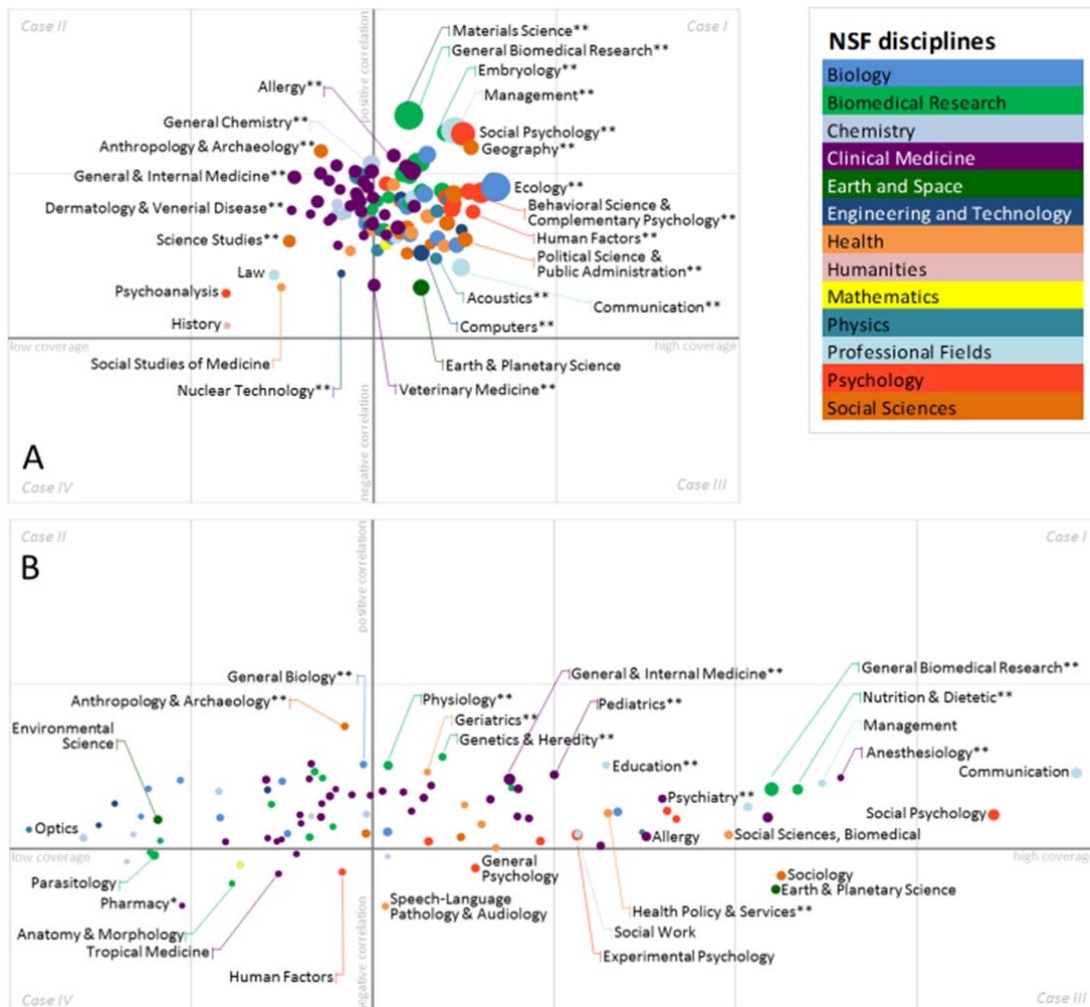 Case II
Case I
positive correlation
Materials Science**
General Biomedical Research**
Embryology**
Management**
Allergy**
General Chemistry**
Social Psychology**
Anthropology & Archaeology**
Geography**
General & Internal Medicine**
Ecology**
Dermatology & Venerial Disease**
Behavioral Science &
Complementary Psychology**
Science Studies**
Human Factors**
Political Science &
Public Administration**
Law
Psychoanalysis
Acoustics**
Communication**
History
Computers**
low coverage
high coverage
Social Studies of Medicine
Earth & Planetary Science
Nuclear Technology**
Veterinary Medicine**
negative correlation
A
Case IV
Case III
NSF disciplines
Biology
Biomedical Research
Chemistry
Clinical Medicine
Earth and Space
Engineering and Technology
Health
Humanities
Mathematics
Physics
Professional Fields
Psychology
Social Sciences
Case II
Case I
B
positive correlation
General Biology**
Anthropology & Archaeology**
Environmental
Science
Physiology**
Geriatrics**
Genetics & Heredity**
General & Internal Medicine**
Pediatrics**
General Biomedical Research**
Nutrition & Dietetic**
Management
Anesthesiology**
Education**
Communication
Psychiatry**
Social Psychology
Optics
Allergy
Social Sciences, Biomedical
low coverage
high coverage
Parasitology
General
Psychology
Sociology
Earth & Planetary Science
Pharmacy*
Speech-Language
Pathology & Audiology
Health Policy & Services**
Anatomy & Morphology
Social Work
Tropical Medicine
Experimental Psychology
Human Factors
negative correlation
Case IV
Case III